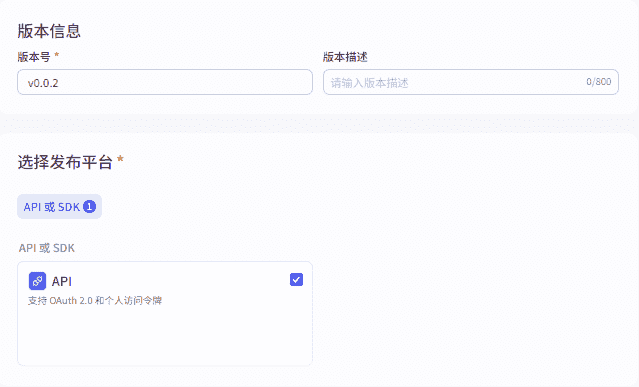 版本信息
版本号 * 版本描述
v0.0.2 请输入版本描述 0/800
选择发布平台 *
API 或 SDK 1
API 或 SDK
API
支持 OAuth 2.0 和个人访问令牌